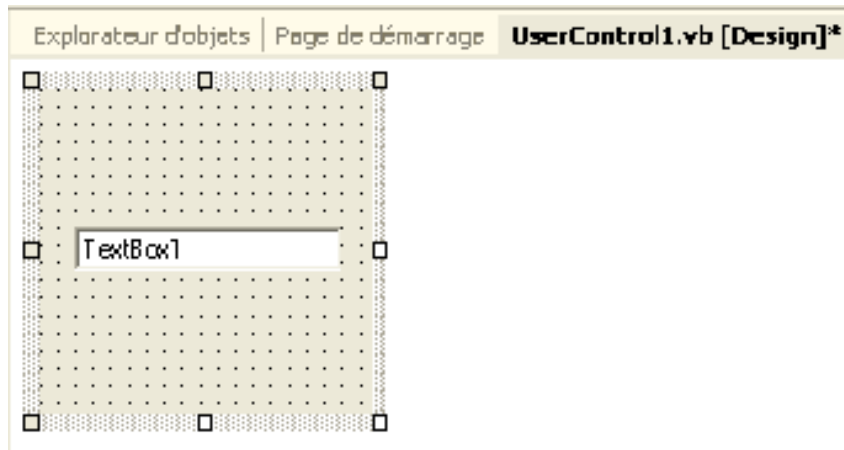 Explorateur d'objets | Page de démarrage UserControl1.vb [Design]*
TextBox1